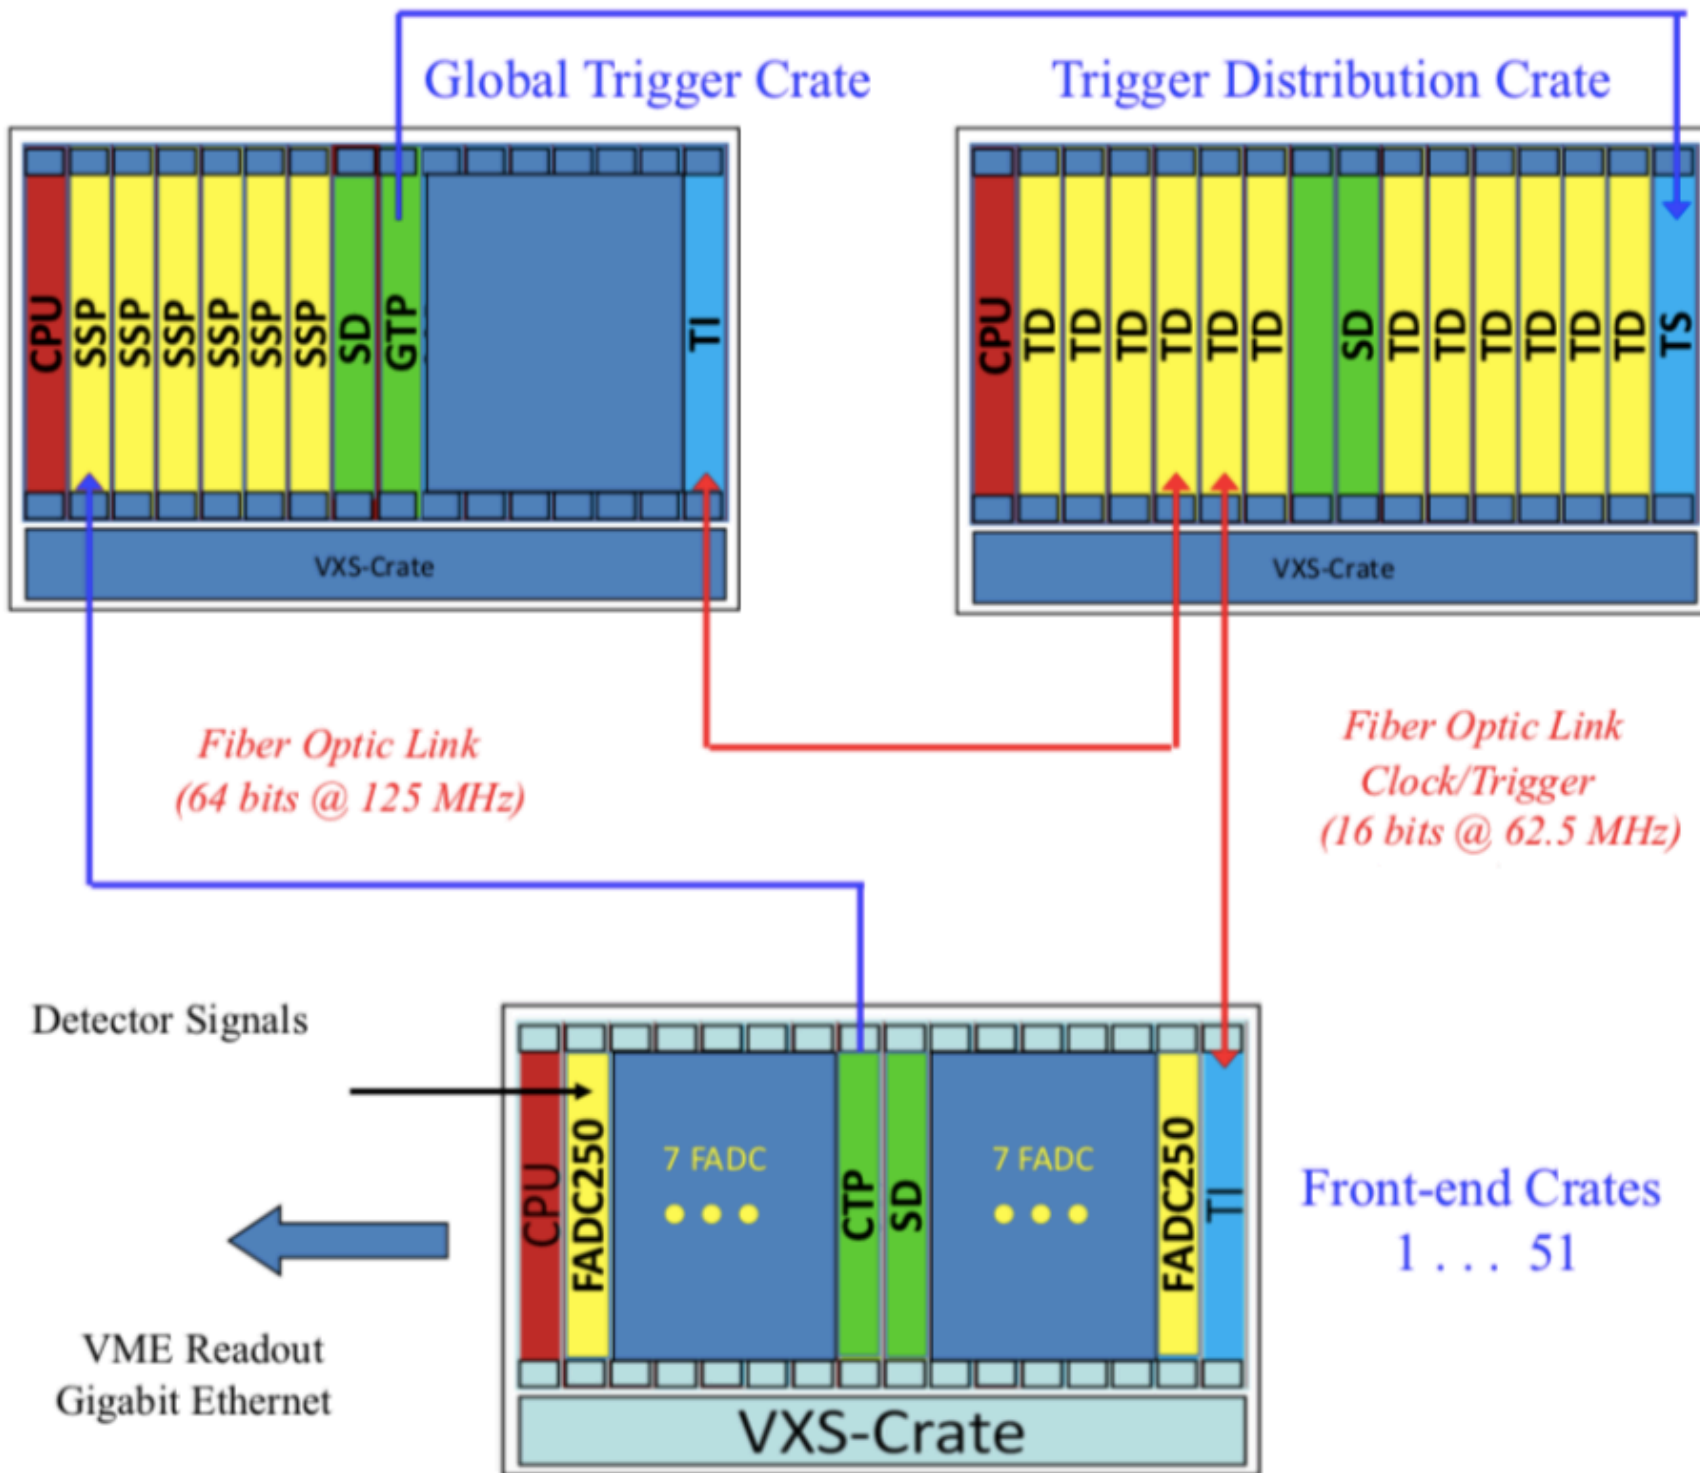 Global Trigger Crate
Trigger Distribution Crate
CPU
SSP
SSP
SSP
SSP
SSP
SSP
SD
GTP
TI
VXS-Crate
CPU
TD
TD
TD
TD
TD
TD
SD
TD
TD
TD
TD
TD
TD
TS
VXS-Crate
Fiber Optic Link
(64 bits @ 125 MHz)
Fiber Optic Link
Clock/Trigger
(16 bits @ 62.5 MHz)
Detector Signals
VME Readout
Gigabit Ethernet
CPU
FADC250
7 FADC
CTP
SD
7 FADC
FADC250
TI
VXS-Crate
Front-end Crates
1 . . . 51